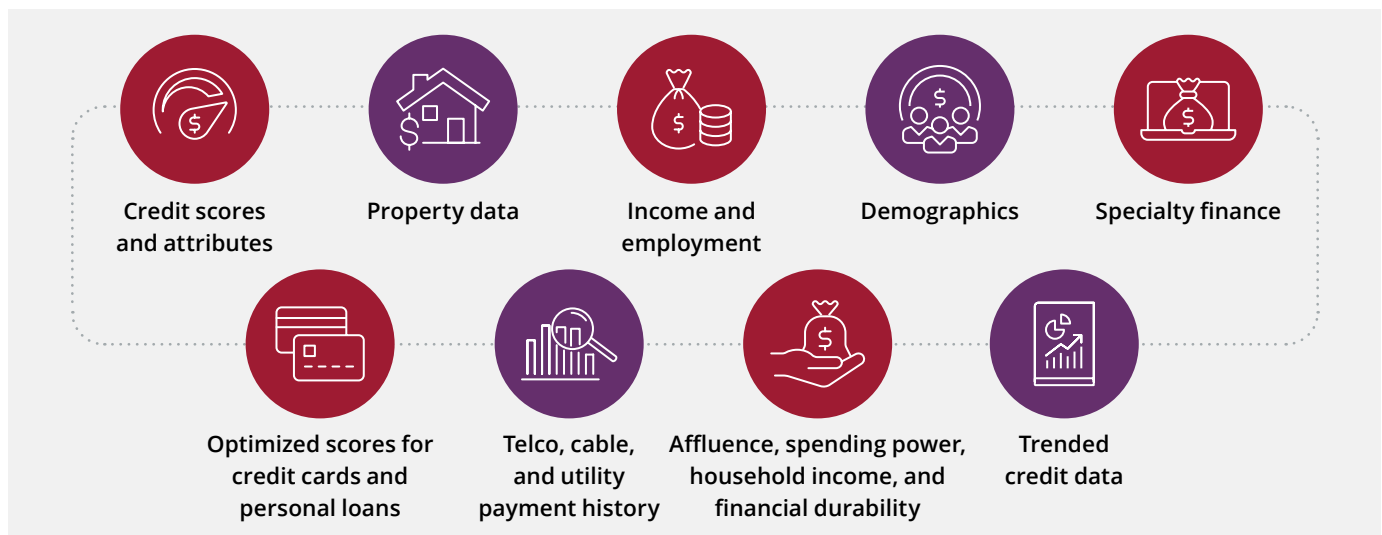 $
$
$
$
$
Credit scores
and attributes
Property data
Income and
employment
Demographics
Specialty finance
$
Optimized scores for
credit cards and
personal loans
Telco, cable,
and utility
payment history
Affluence, spending power,
household income, and
financial durability
Trended
credit data